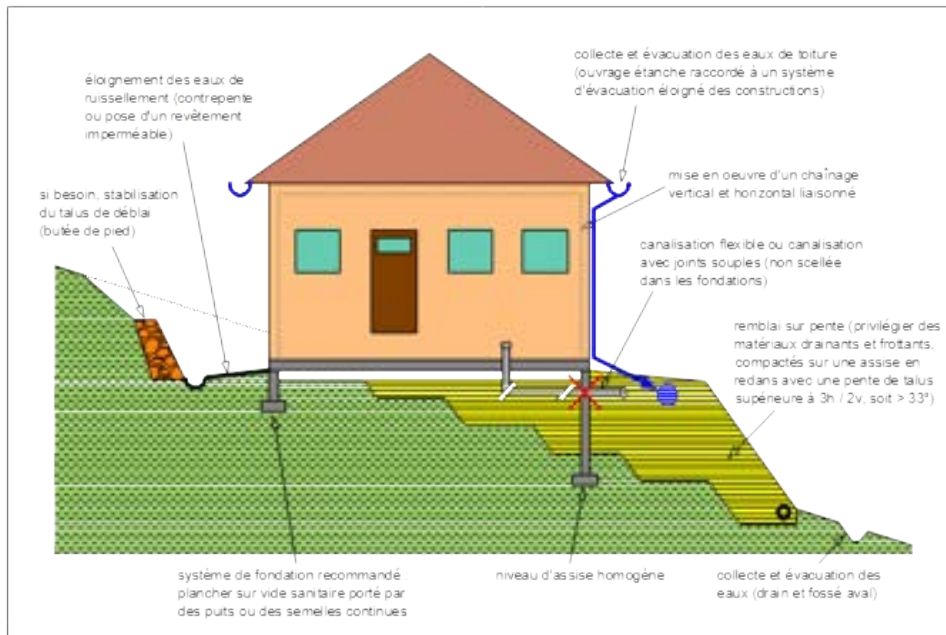 collecte et évacuation des eaux de toiture
(ouvrage étanche raccordé à un système
d'évacuation éloigné des constructions)
éloignement des eaux de
ruissellement (contrepente
ou pose d'un revêtement
imperméable)
mise en oeuvre d'un chaînage
vertical et horizontal liaisonné
si besoin, stabilisation
du talus de déblai
(butée de pied)
canalisation flexible ou canalisation
avec joints souples (non scellée
dans les fondations)
remblai sur pente (privilégier des
matériaux drainants et frottants,
compactés sur une assise en
redans avec une pente de talus
supérieure à 3h / 2v, soit > 33°)
système de fondation recommandé :
plancher sur vide sanitaire porté par
des puits ou des semelles continues
niveau d'assise homogène
collecte et évacuation des
eaux (drain et fossé aval)